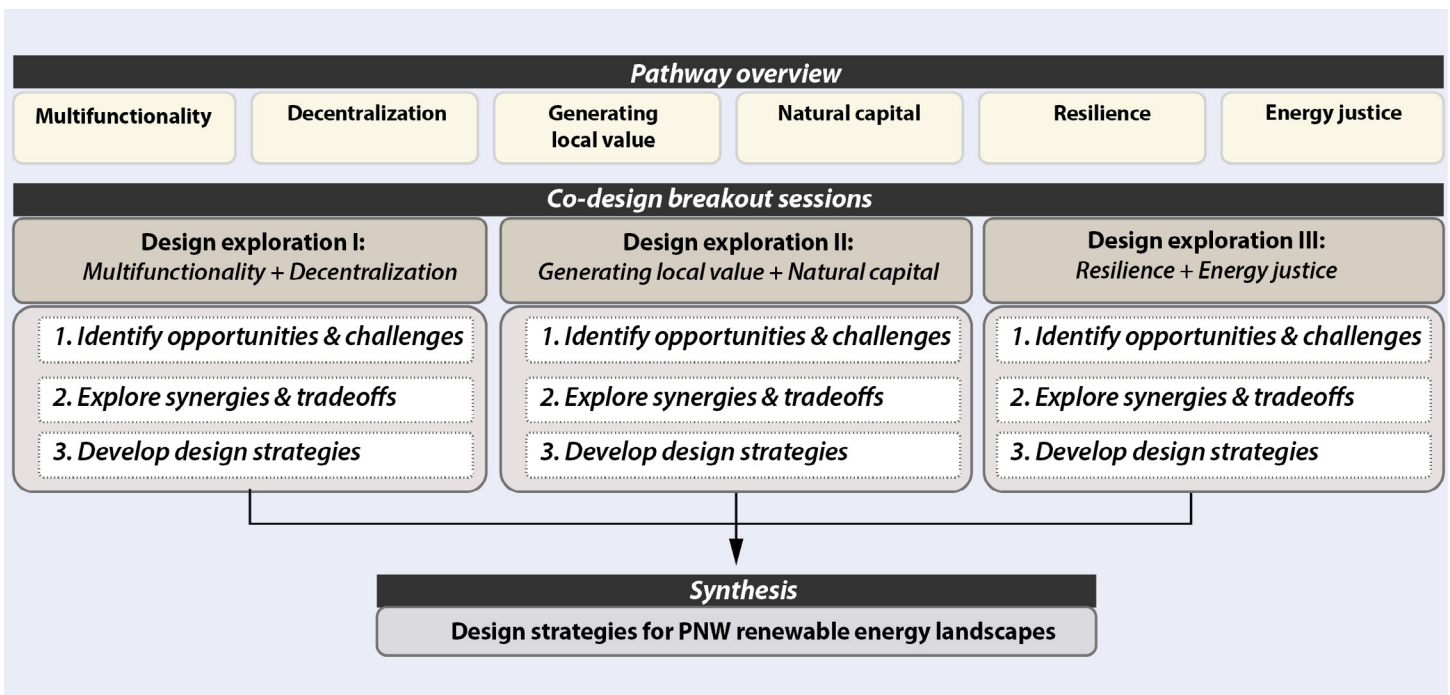 Pathway overview
Multifunctionality
Decentralization
Generating
local value
Natural capital
Resilience
Energy justice
Co-design breakout sessions
Design exploration I:
Multifunctionality + Decentralization
1. Identify opportunities & challenges
2. Explore synergies & tradeoffs
3. Develop design strategies
Design exploration II:
Generating local value + Natural capital
1. Identify opportunities & challenges
2. Explore synergies & tradeoffs
3. Develop design strategies
Design exploration III:
Resilience + Energy justice
1. Identify opportunities & challenges
2. Explore synergies & tradeoffs
3. Develop design strategies
Synthesis
Design strategies for PNW renewable energy landscapes